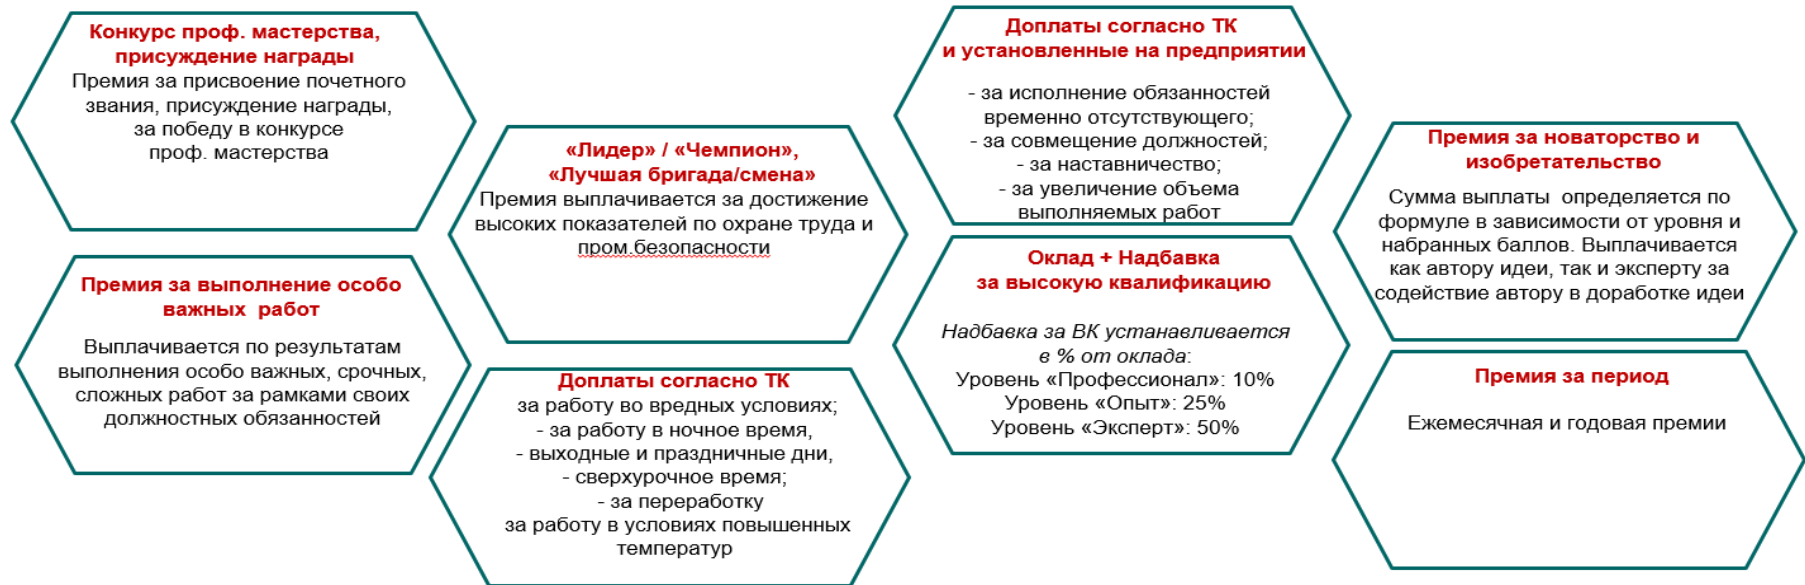 Конкурс проф. мастерства,
присуждение награды
Премия за присвоение почетного
звания, присуждение награды,
за победу в конкурсе
проф. мастерства
Премия за выполнение особо
важных работ
Выплачивается по результатам
выполнения особо важных, срочных,
сложных работ за рамками своих
должностных обязанностей
«Лидер» / «Чемпион»,
«Лучшая бригада/смена»
Премия выплачивается за достижение
высоких показателей по охране труда и
пром.безопасности
Доплаты согласно ТК
за работу во вредных условиях;
- за работу в ночное время,
- выходные и праздничные дни,
- сверхурочное время;
- за переработку
за работу в условиях повышенных
температур
Доплаты согласно ТК
и установленные на предприятии
- за исполнение обязанностей
временно отсутствующего;
- за совмещение должностей;
- за наставничество;
- за увеличение объема
выполняемых работ
Оклад + Надбавка
за высокую квалификацию
Надбавка за ВК устанавливается
в % от оклада:
Уровень «Профессионал»: 10%
Уровень «Опыт»: 25%
Уровень «Эксперт»: 50%
Премия за новаторство и
изобретательство
Сумма выплаты определяется по
формуле в зависимости от уровня и
набранных баллов. Выплачивается
как автору идеи, так и эксперту за
содействие автору в доработке идеи
Премия за период
Ежемесячная и годовая премии